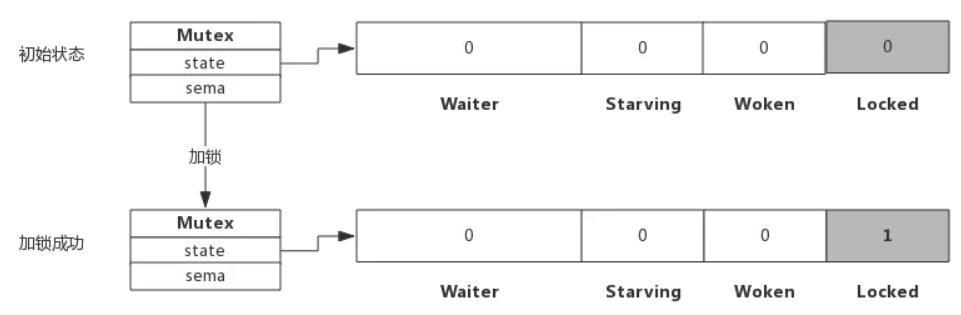 初始状态
Mutex
state
sema
0 0 0 0
Waiter Starving Woken Locked
加锁
加锁成功
Mutex
state
sema
0 0 0 1
Waiter Starving Woken Locked